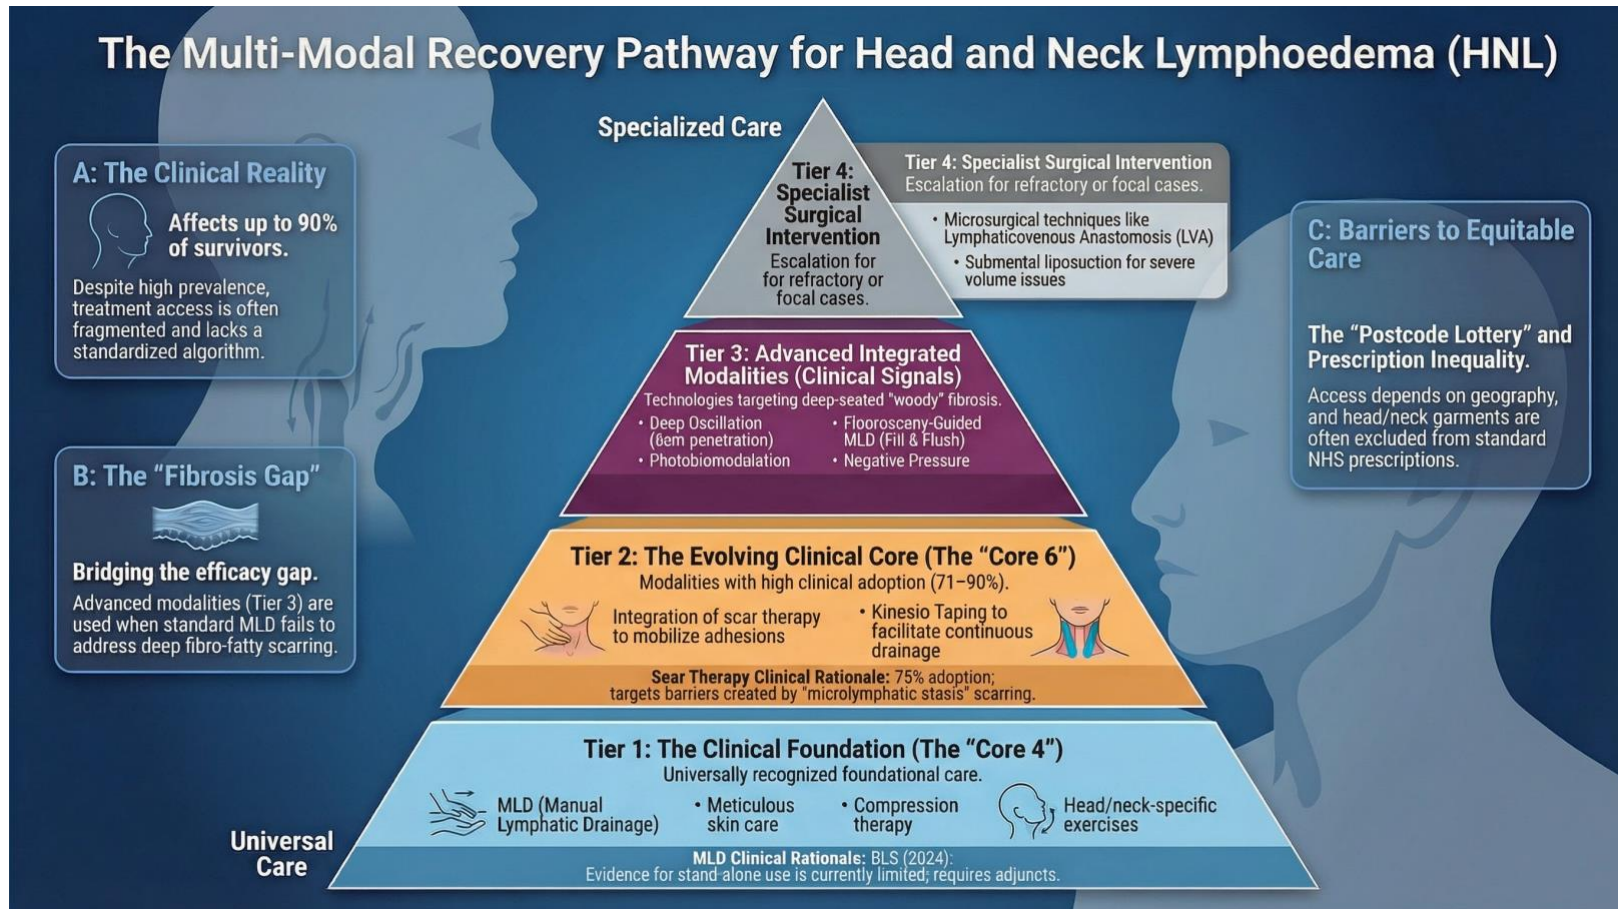 The Multi-Modal Recovery Pathway for Head and Neck Lymphoedema (HNL)
Specialized Care
A: The Clinical Reality
Affects up to 90%
of survivors.
Despite high prevalence,
treatment access is often
fragmented and lacks a
standardized algorithm.
B: The “Fibrosis Gap”
Bridging the efficacy gap.
Advanced modalities (Tier 3) are
used when standard MLD fails to
address deep fibro-fatty scarring.
Tier 4:
Specialist
Surgical
Intervention
Escalation for
for refractory or
focal cases.
Tier 4: Specialist Surgical Intervention
Escalation for refractory or focal cases.
• Microsurgical techniques like
Lymphaticovenous Anastomosis (LVA)
• Submental liposuction for severe
volume issues
C: Barriers to Equitable
Care
The “Postcode Lottery” and
Prescription Inequality.
Access depends on geography,
and head/neck garments are
often excluded from standard
NHS prescriptions.
Tier 3: Advanced Integrated
Modalities (Clinical Signals)
Technologies targeting deep-seated "woody" fibrosis.
• Deep Oscillation
(8em penetration)
• Photobiomodalation
• Floorosceny-Guided
MLD (Fill & Flush)
• Negative Pressure
Tier 2: The Evolving Clinical Core (The “Core 6”)
Modalities with high clinical adoption (71–90%).
Integration of scar therapy
to mobilize adhesions
• Kinesio Taping to
facilitate continuous
drainage
Sear Therapy Clinical Rationale: 75% adoption;
targets barriers created by "microlymphatic stasis" scarring.
Tier 1: The Clinical Foundation (The “Core 4”)
Universally recognized foundational care.
MLD (Manual
Lymphatic Drainage)
• Meticulous
skin care
• Compression
therapy
Head/neck-specific
exercises
MLD Clinical Rationals: BLS (2024):
Evidence for stand-alone use is currently limited; requires adjuncts.
Universal
Care